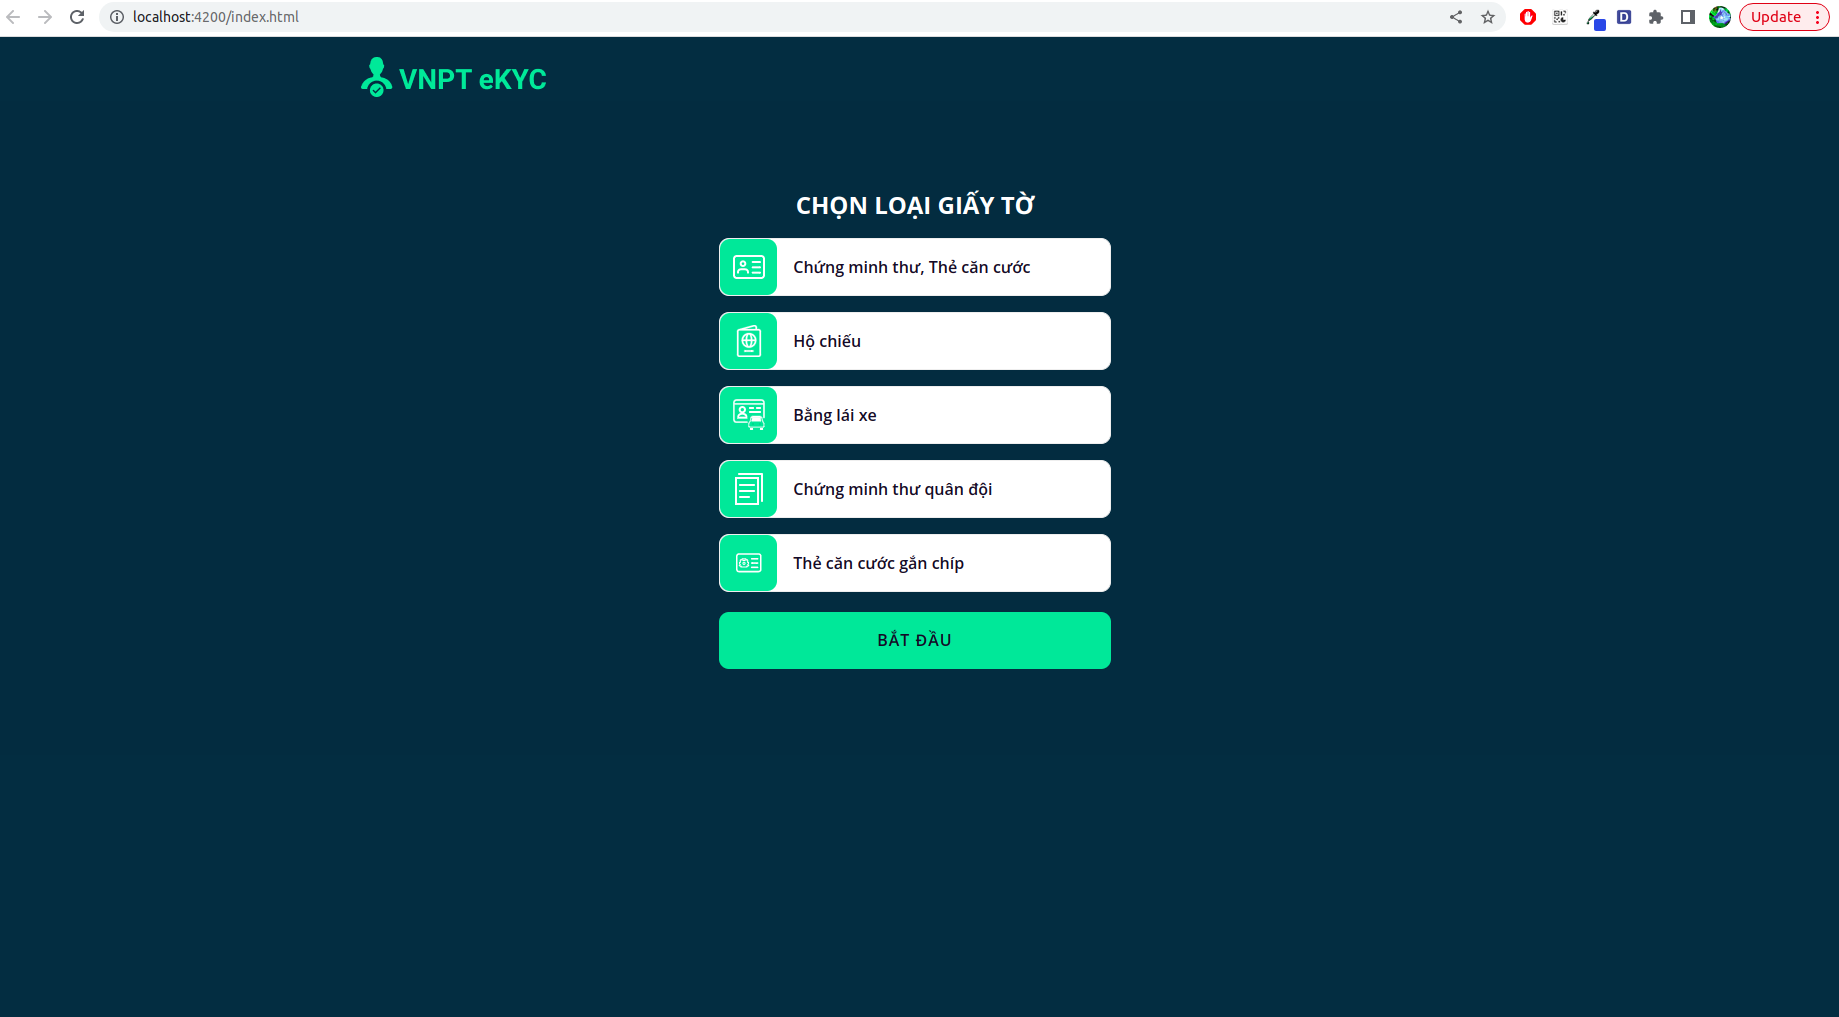 localhost:4200/index.html
Update
VNPT eKYC
CHỌN LOẠI GIẤY TỜ
Chứng minh thư, Thẻ căn cước
Hộ chiếu
Bằng lái xe
Chứng minh thư quân đội
Thẻ căn cước gắn chíp
BẮT ĐẦU